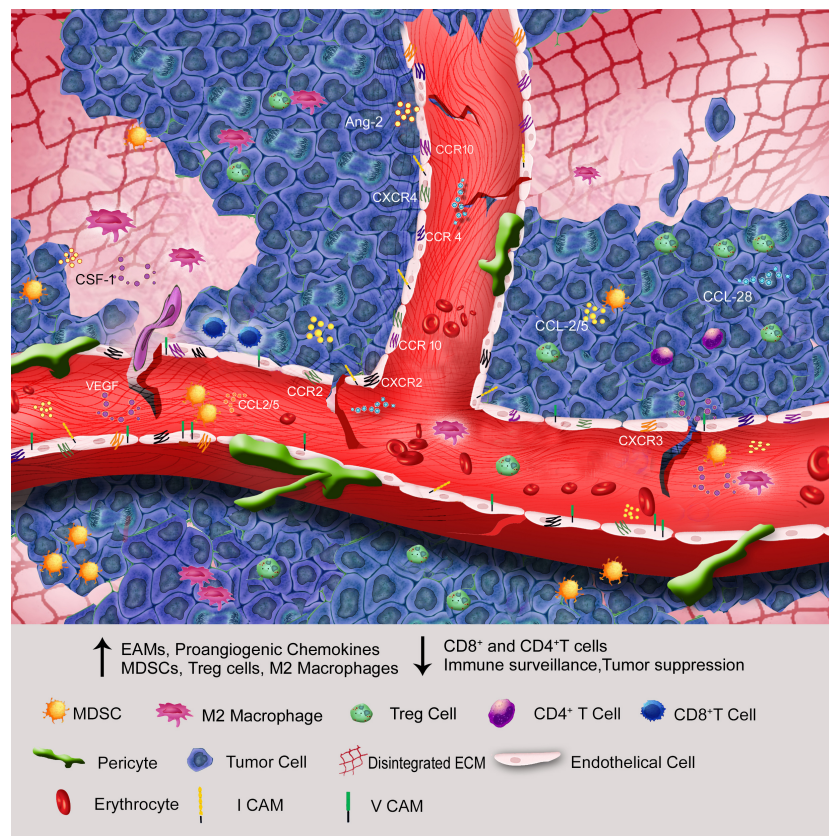 Ang-2
CCR10
CXCR4
CCR 4
CSF-1
CCL-28
CCL-2/5
CCR 10
VEGF
CCL2/5
CCR2
CXCR2
CXCR3
EAMs, Proangiogenic Chemokines
MDSCs, Treg cells, M2 Macrophages
CD8⁺ and CD4⁺T cells
Immune surveillance,Tumor suppression
MDSC
M2 Macrophage
Treg Cell
CD4⁺ T Cell
CD8⁺T Cell
Pericyte
Tumor Cell
Disintegrated ECM
Endothelical Cell
Erythrocyte
I CAM
V CAM